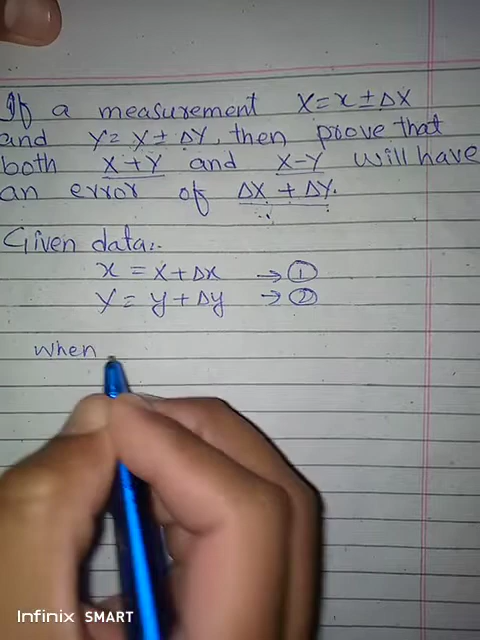 If a measurement X=x±ΔX
and Y=y±ΔY, then prove that
both X+Y and X-Y will have
an error of ΔX+ΔY.
Given data:-
x = x+Δx → ①
y = y+Δy → ②
when
Infinix SMART